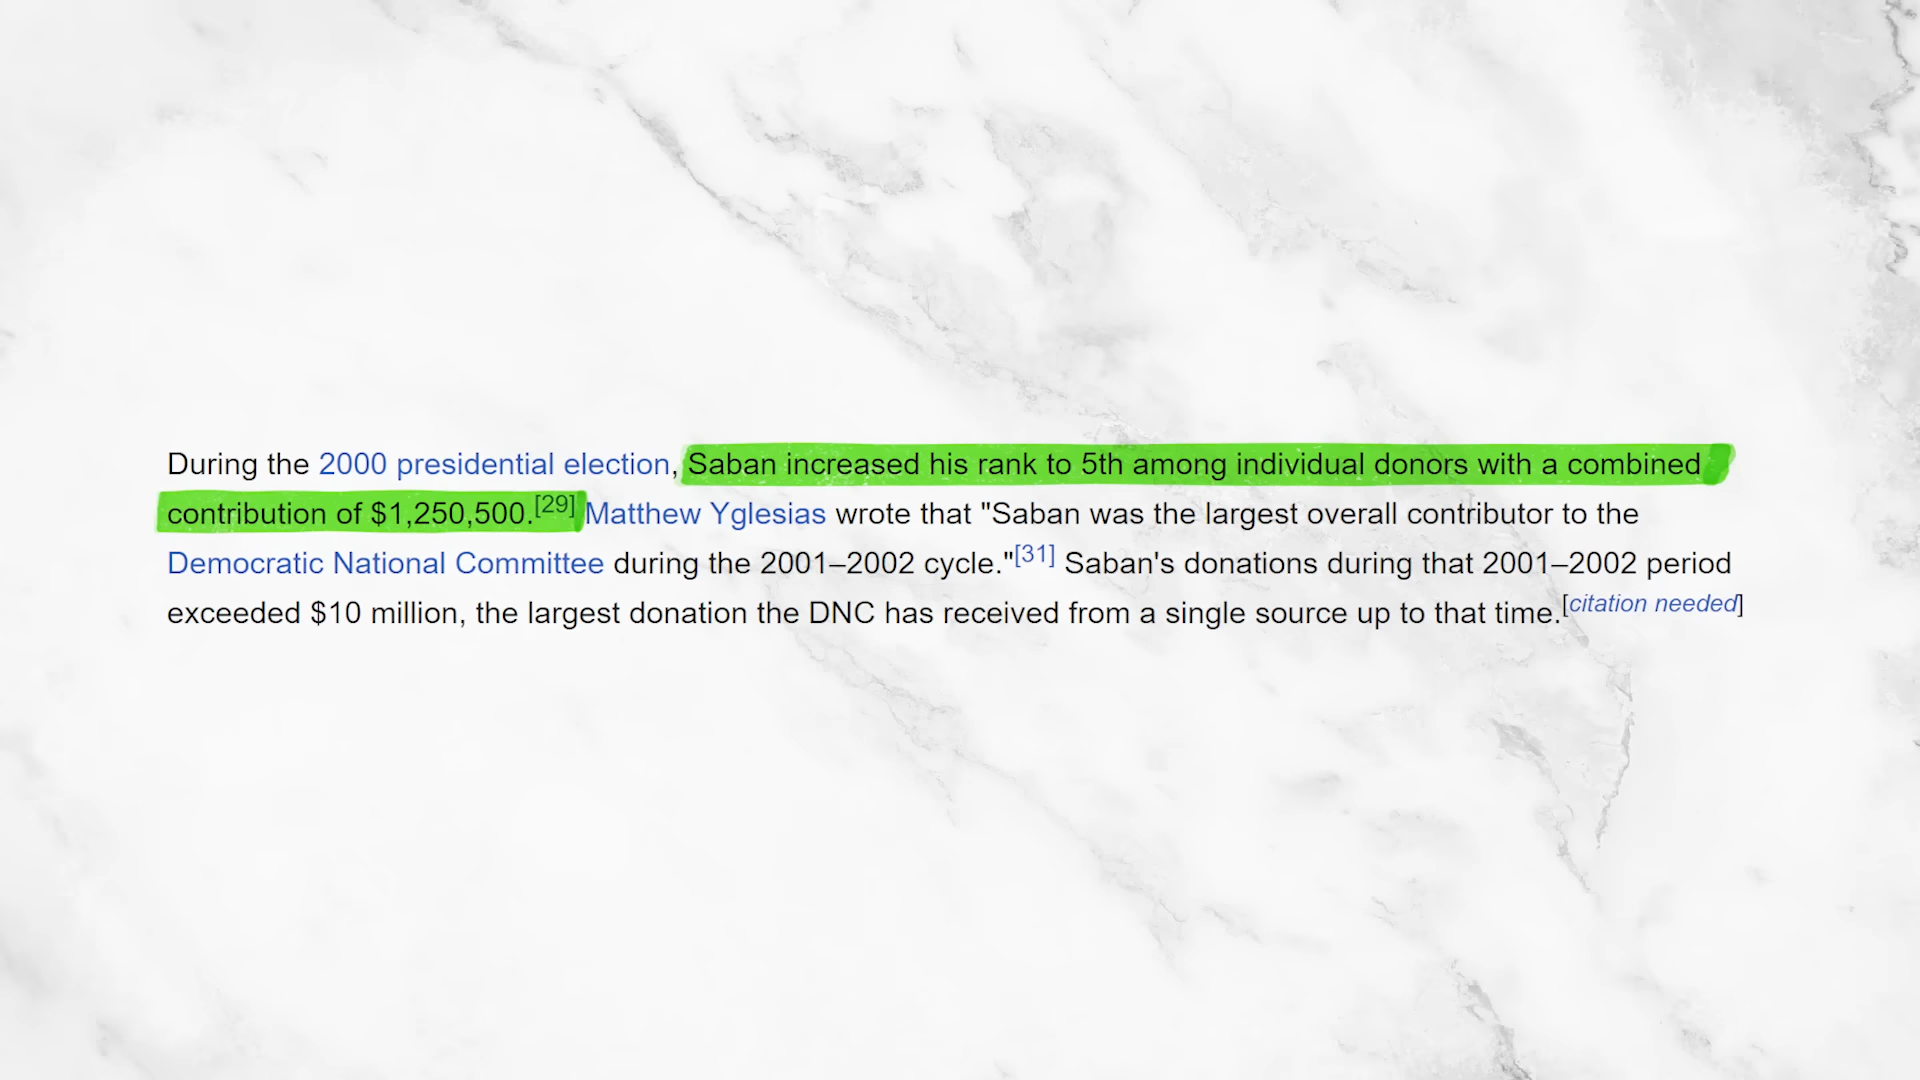 During the 2000 presidential election, Saban increased his rank to 5th among individual donors with a combined
contribution of $1,250,500.[29] Matthew Yglesias wrote that "Saban was the largest overall contributor to the
Democratic National Committee during the 2001–2002 cycle."[31] Saban's donations during that 2001–2002 period
exceeded $10 million, the largest donation the DNC has received from a single source up to that time.[citation needed]